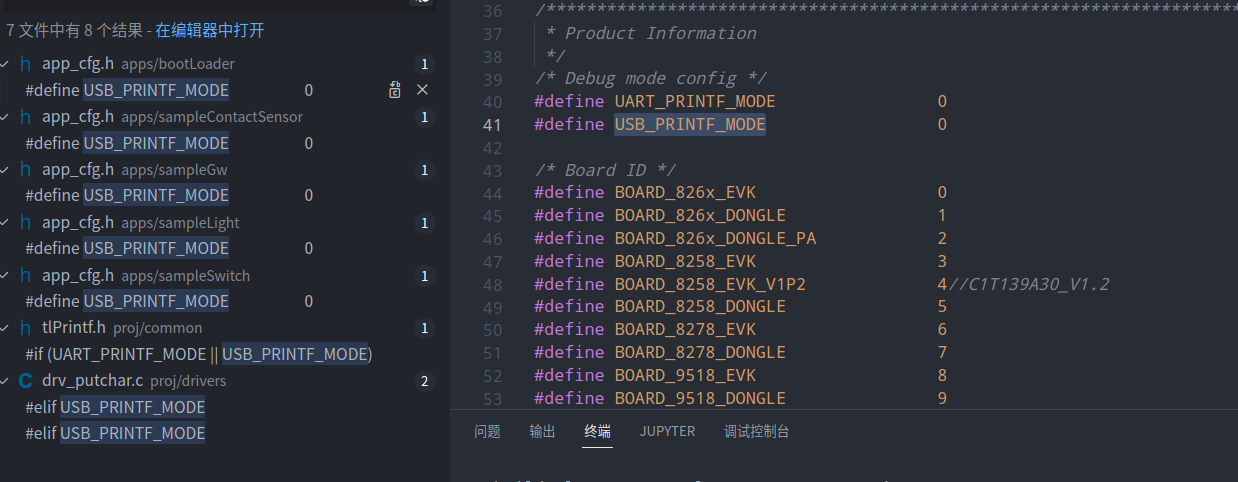 7 文件中有 8 个结果 - 在编辑器中打开
app_cfg.h apps/bootLoader 1
#define USB_PRINTF_MODE 0
app_cfg.h apps/sampleContactSensor 1
#define USB_PRINTF_MODE 0
app_cfg.h apps/sampleGw 1
#define USB_PRINTF_MODE 0
app_cfg.h apps/sampleLight 1
#define USB_PRINTF_MODE 0
app_cfg.h apps/sampleSwitch 1
#define USB_PRINTF_MODE 0
tlPrintf.h proj/common 1
#if (UART_PRINTF_MODE || USB_PRINTF_MODE)
drv_putchar.c proj/drivers 2
#elif USB_PRINTF_MODE
#elif USB_PRINTF_MODE
36 /**********************************************************************
37 * Product Information
38 */
39 /* Debug mode config */
40 #define UART_PRINTF_MODE 0
41 #define USB_PRINTF_MODE 0
42
43 /* Board ID */
44 #define BOARD_826x_EVK 0
45 #define BOARD_826x_DONGLE 1
46 #define BOARD_826x_DONGLE_PA 2
47 #define BOARD_8258_EVK 3
48 #define BOARD_8258_EVK_V1P2 4//C1T139A30_V1.2
49 #define BOARD_8258_DONGLE 5
50 #define BOARD_8278_EVK 6
51 #define BOARD_8278_DONGLE 7
52 #define BOARD_9518_EVK 8
53 #define BOARD_9518_DONGLE 9
问题 输出 终端 JUPYTER 调试控制台